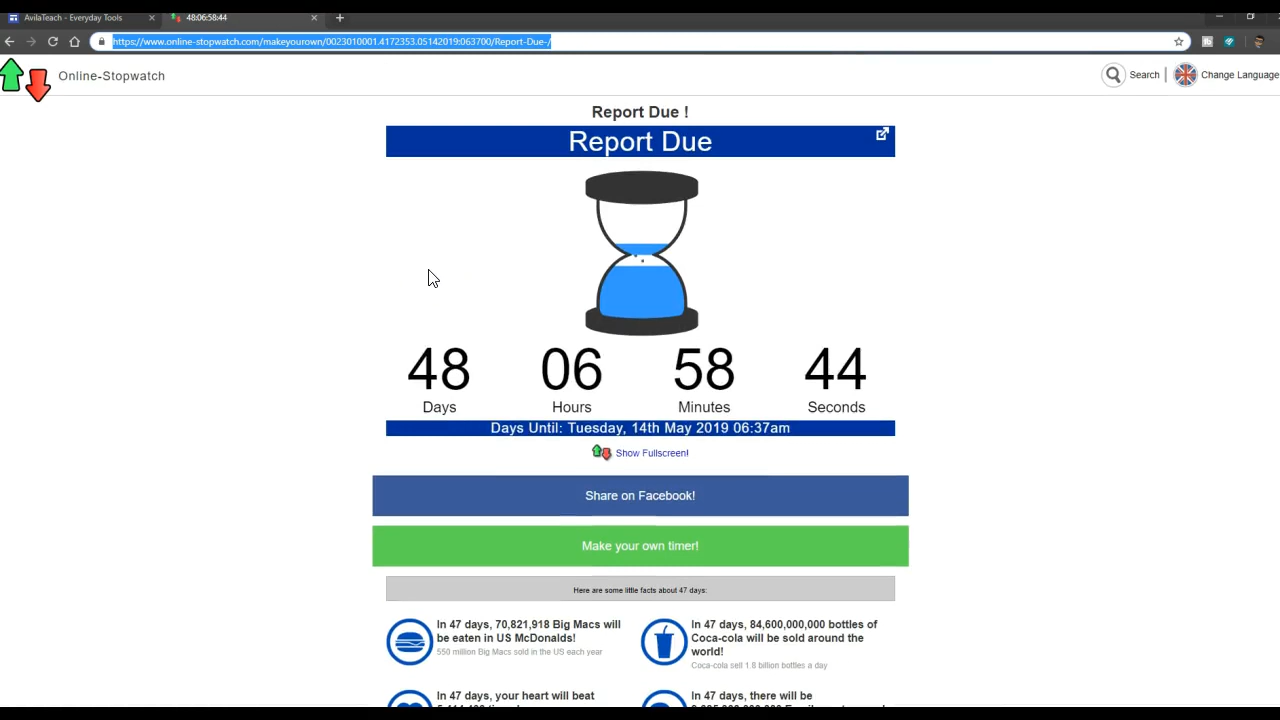 AvilaTeach - Everyday Tools
48:06:58:44
https://www.online-stopwatch.com/makeyourown/0023010001.4172353.05142019:063700/Report-Due-/
Online-Stopwatch
Search
Change Language
Report Due !
Report Due
48 06 58 44
Days Hours Minutes Seconds
Days Until: Tuesday, 14th May 2019 06:37am
Show Fullscreen!
Share on Facebook!
Make your own timer!
Here are some little facts about 47 days:
In 47 days, 70,821,918 Big Macs will
be eaten in US McDonalds!
550 million Big Macs sold in the US each year
In 47 days, 84,600,000,000 bottles of
Coca-cola will be sold around the
world!
Coca-cola sell 1.8 billion bottles a day
In 47 days, your heart will beat
In 47 days, there will be